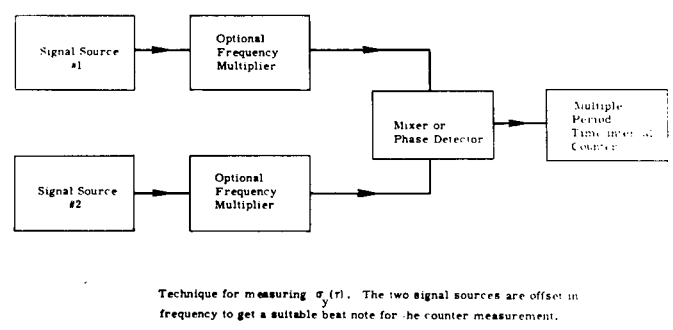 Signal Source
#1
Optional
Frequency
Multiplier
Mixer or
Phase Detector
Multiple
Period
Time interval
Counter
Signal Source
#2
Optional
Frequency
Multiplier
Technique for measuring σy(τ). The two signal sources are offset in
frequency to get a suitable beat note for the counter measurement.